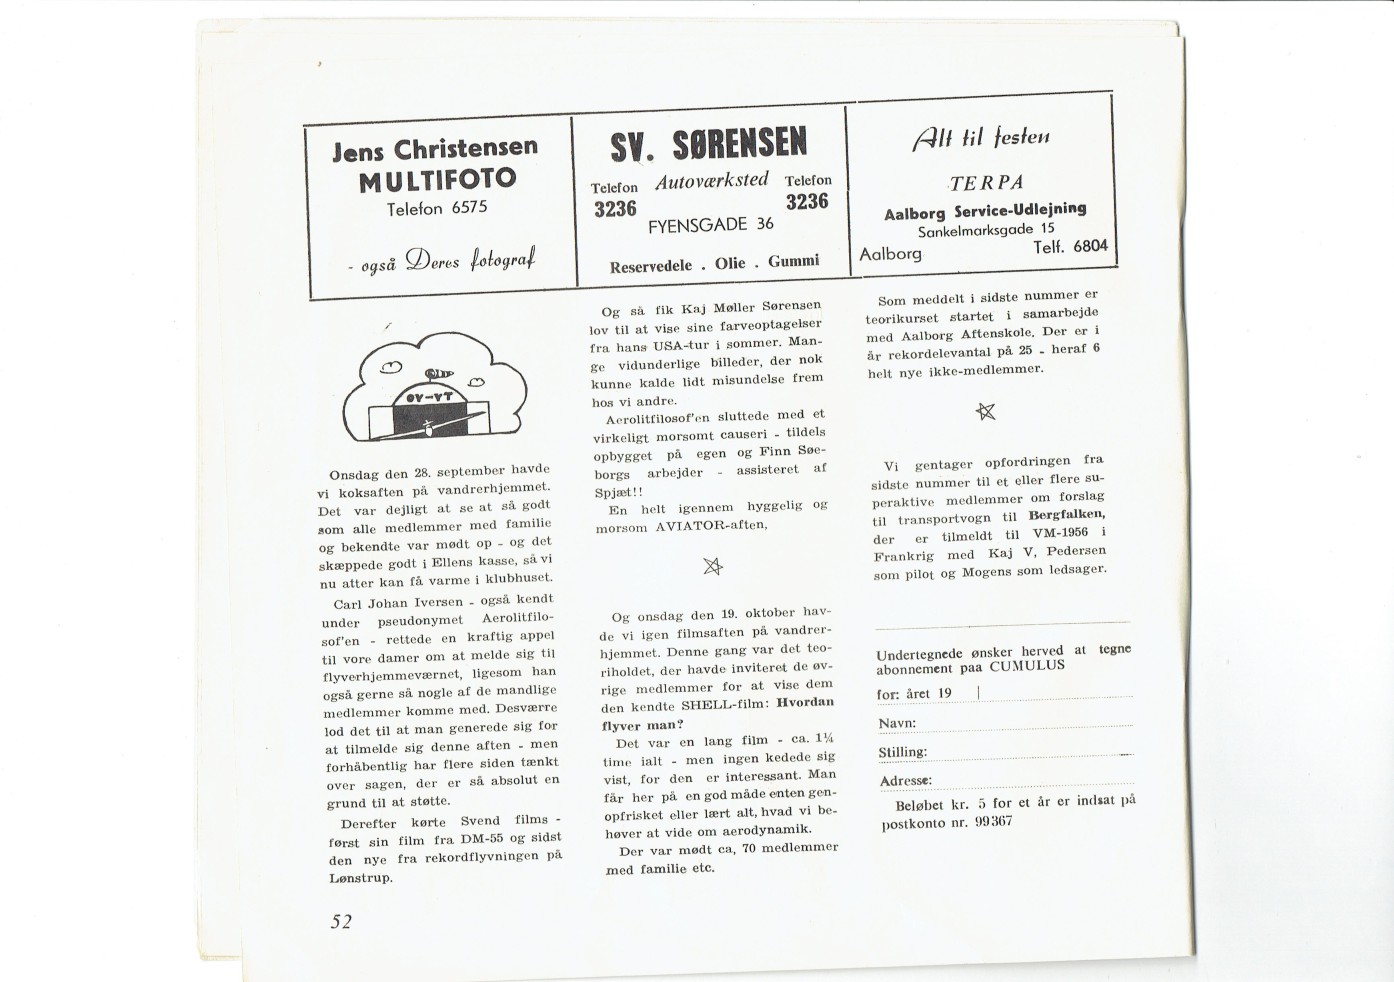 Jens Christensen
MULTIFOTO
Telefon 6575
- også Deres fotograf
SV. SØRENSEN
Telefon Autoværksted Telefon
3236 3236
FYENSGADE 36
Reservedele . Olie . Gummi
Alt til festen
TERPA
Aalborg Service-Udlejning
Sankelmarksgade 15
Aalborg Telf. 6804
OY-VT
Onsdag den 28. september havde
vi koksaften på vandrerhjemmet.
Det var dejligt at se at så godt
som alle medlemmer med familie
og bekendte var mødt op - og det
skæppede godt i Ellens kasse, så vi
nu atter kan få varme i klubhuset.
Carl Johan Iversen - også kendt
under pseudonymet Aerolitfilo-
sof'en - rettede en kraftig appel
til vore damer om at melde sig til
flyverhjemmeværnet, ligesom han
også gerne så nogle af de mandlige
medlemmer komme med. Desværre
lod det til at man generede sig for
at tilmelde sig denne aften - men
forhåbentlig har flere siden tænkt
over sagen, der er så absolut en
grund til at støtte.
Derefter kørte Svend films -
først sin film fra DM-55 og sidst
den nye fra rekordflyvningen på
Lønstrup.
52
Og så fik Kaj Møller Sørensen
lov til at vise sine farveoptagelser
fra hans USA-tur i sommer. Man-
ge vidunderlige billeder, der nok
kunne kalde lidt misundelse frem
hos vi andre.
Aerolitfilosof'en sluttede med et
virkeligt morsomt causeri - tildels
opbygget på egen og Finn Søe-
borgs arbejder - assisteret af
Spjæt!!
En helt igennem hyggelig og
morsom AVIATOR-aften,
Og onsdag den 19. oktober hav-
de vi igen filmsaften på vandrer-
hjemmet. Denne gang var det teo-
riholdet, der havde inviteret de øv-
rige medlemmer for at vise dem
den kendte SHELL-film: Hvordan
flyver man?
Det var en lang film - ca. 1¼
time ialt - men ingen kedede sig
vist, for den er interessant. Man
får her på en god måde enten gen-
opfrisket eller lært alt, hvad vi be-
høver at vide om aerodynamik.
Der var mødt ca, 70 medlemmer
med familie etc.
Som meddelt i sidste nummer er
teorikurset startet i samarbejde
med Aalborg Aftenskole. Der er i
år rekordelevantal på 25 - heraf 6
helt nye ikke-medlemmer.
Vi gentager opfordringen fra
sidste nummer til et eller flere su-
peraktive medlemmer om forslag
til transportvogn til Bergfalken,
der er tilmeldt til VM-1956 i
Frankrig med Kaj V, Pedersen
som pilot og Mogens som ledsager.
Undertegnede ønsker herved at tegne
abonnement paa CUMULUS
for: året 19
Navn:
Stilling:
Adresse:
Beløbet kr. 5 for et år er indsat på
postkonto nr. 99367